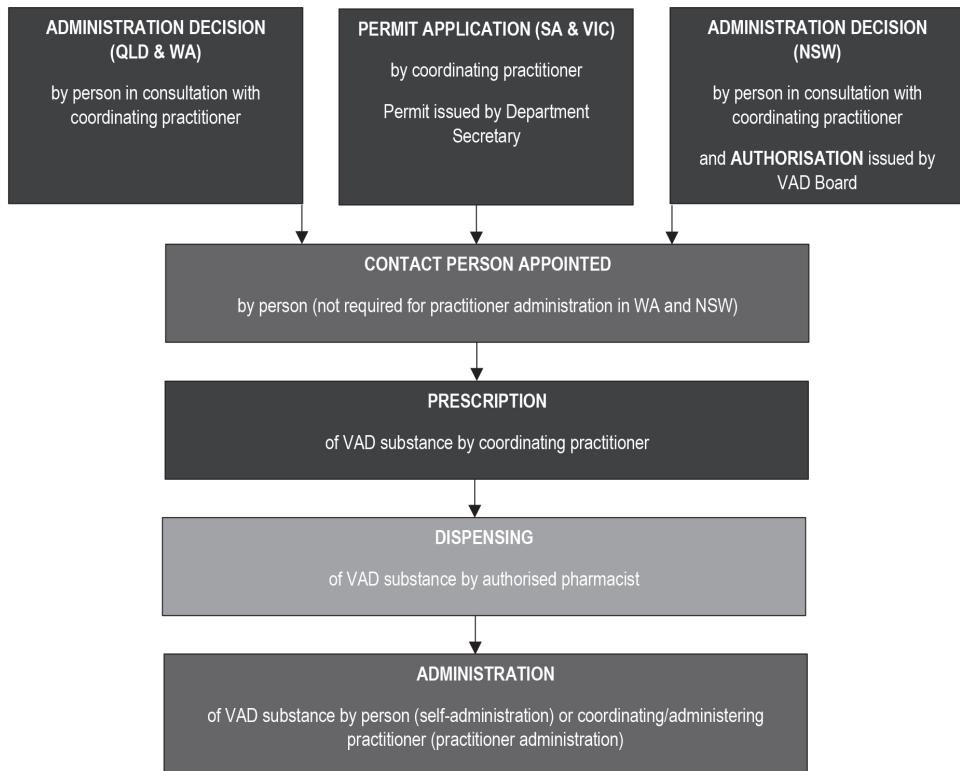 ADMINISTRATION DECISION
(QLD & WA)
by person in consultation with
coordinating practitioner
PERMIT APPLICATION (SA & VIC)
by coordinating practitioner
Permit issued by Department
Secretary
ADMINISTRATION DECISION
(NSW)
by person in consultation with
coordinating practitioner
and AUTHORISATION issued by
VAD Board
CONTACT PERSON APPOINTED
by person (not required for practitioner administration in WA and NSW)
PRESCRIPTION
of VAD substance by coordinating practitioner
DISPENSING
of VAD substance by authorised pharmacist
ADMINISTRATION
of VAD substance by person (self-administration) or coordinating/administering
practitioner (practitioner administration)